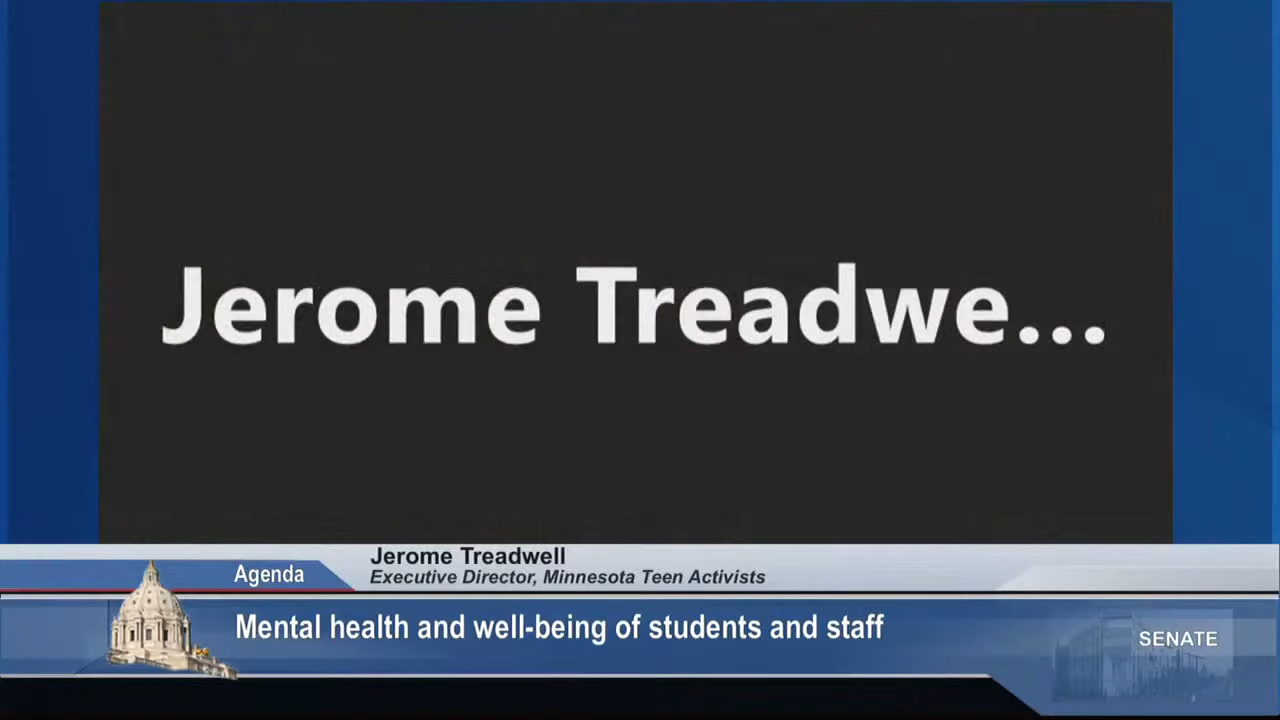 Jerome Treadwe...
Jerome Treadwell
Agenda
Executive Director, Minnesota Teen Activists
Mental health and well-being of students and staff
SENATE